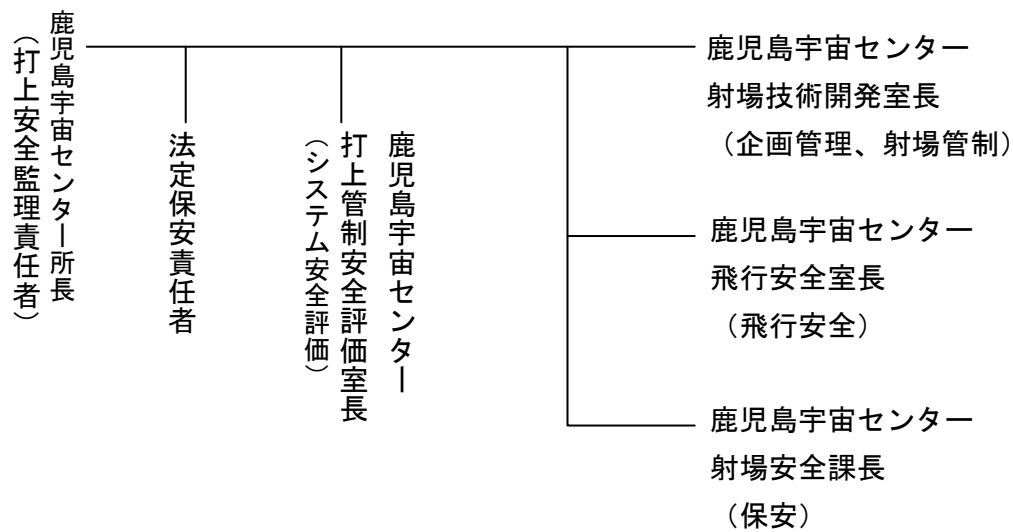 鹿児島宇宙センター所長
（打上安全監理責任者）
法定保安責任者
鹿児島宇宙センター
打上管制安全評価室長
（システム安全評価）
鹿児島宇宙センター
射場技術開発室長
（企画管理、射場管制）
鹿児島宇宙センター
飛行安全室長
（飛行安全）
鹿児島宇宙センター
射場安全課長
（保安）